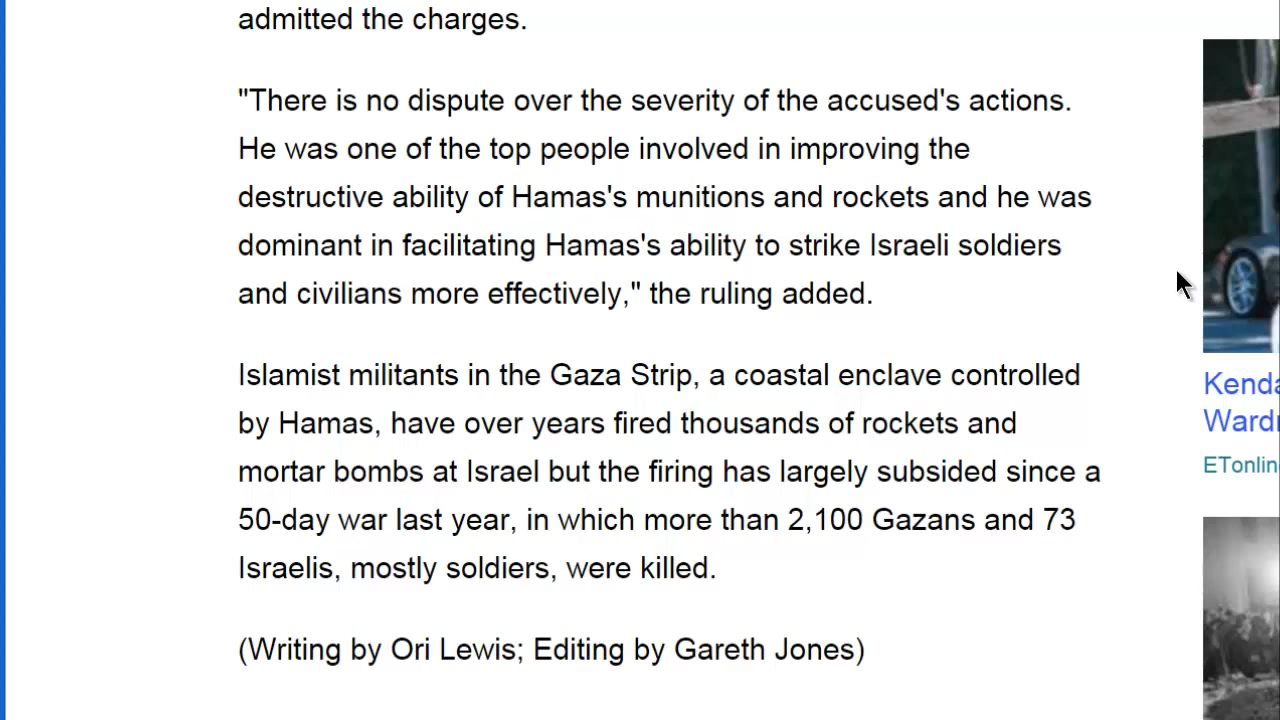 admitted the charges.
"There is no dispute over the severity of the accused's actions.
He was one of the top people involved in improving the
destructive ability of Hamas's munitions and rockets and he was
dominant in facilitating Hamas's ability to strike Israeli soldiers
and civilians more effectively," the ruling added.
Islamist militants in the Gaza Strip, a coastal enclave controlled
by Hamas, have over years fired thousands of rockets and
mortar bombs at Israel but the firing has largely subsided since a
50-day war last year, in which more than 2,100 Gazans and 73
Israelis, mostly soldiers, were killed.
(Writing by Ori Lewis; Editing by Gareth Jones)